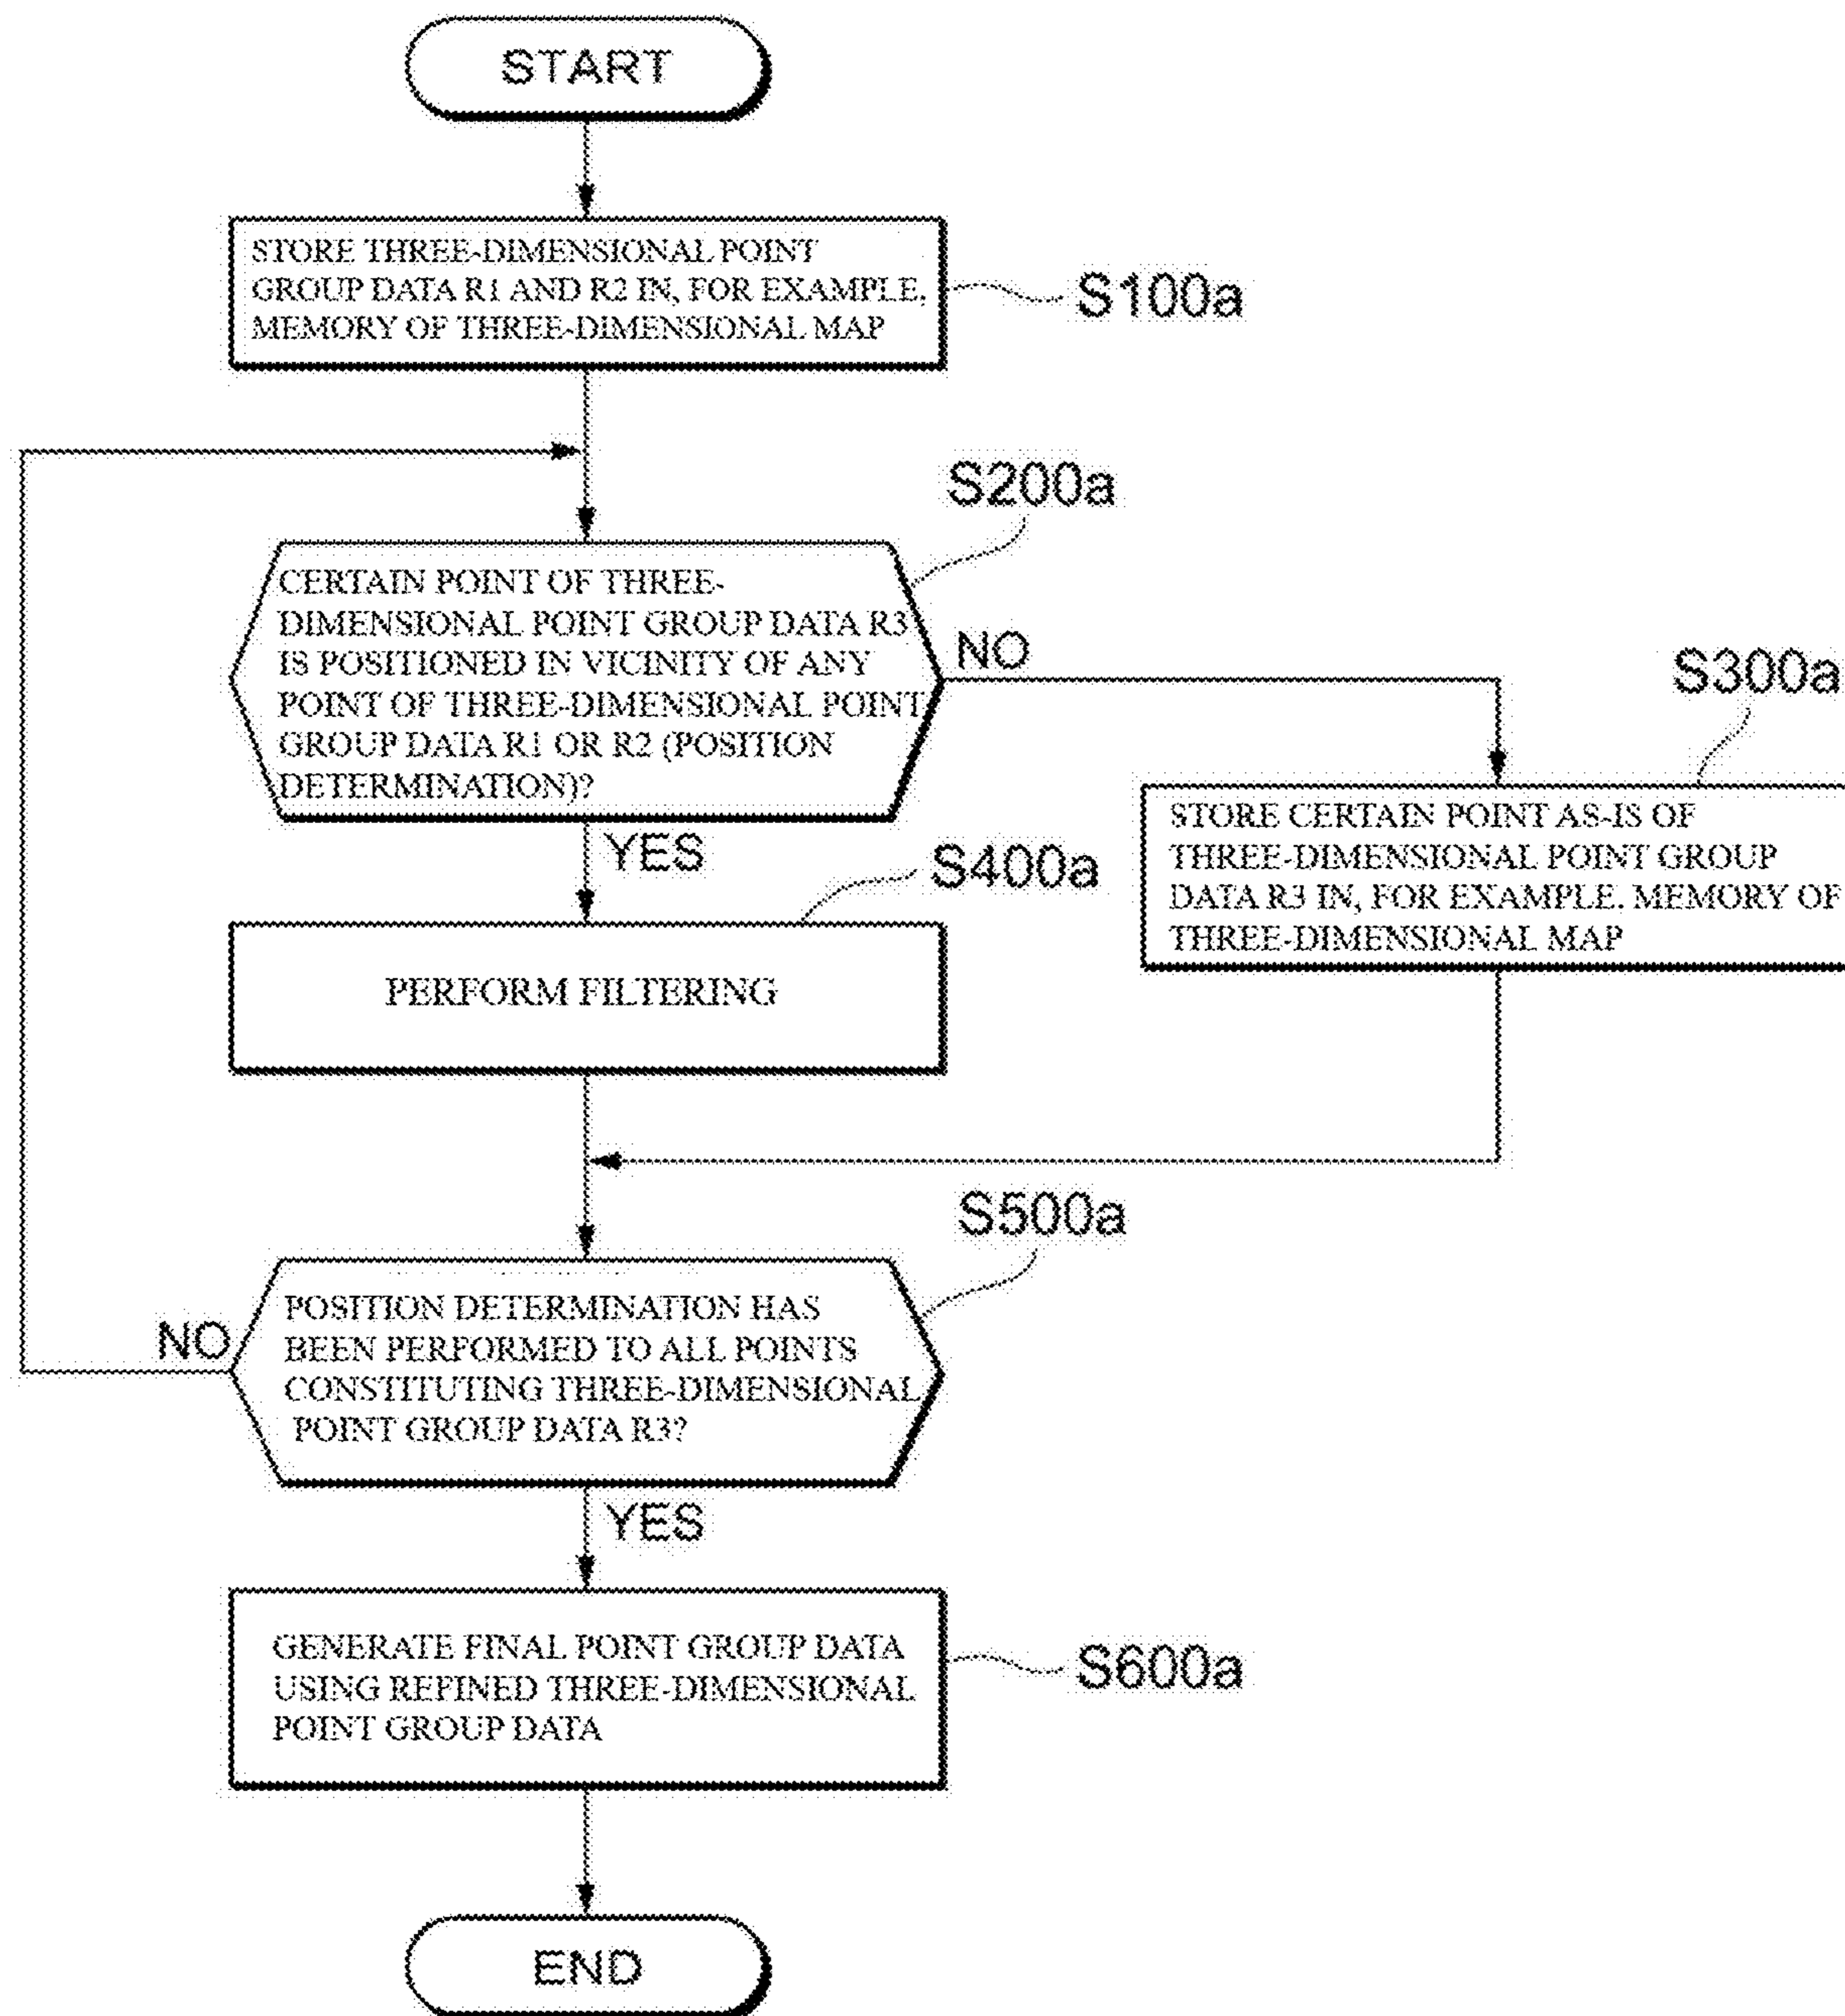 START
STORE THREE-DIMENSIONAL POINT
GROUP DATA R1 AND R2 IN, FOR EXAMPLE,
MEMORY OF THREE-DIMENSIONAL MAP
S100a
S200a
CERTAIN POINT OF THREE-
DIMENSIONAL POINT GROUP DATA R3
IS POSITIONED IN VICINITY OF ANY
POINT OF THREE-DIMENSIONAL POINT
GROUP DATA R1 OR R2 (POSITION
DETERMINATION)?
NO
S300a
STORE CERTAIN POINT AS-IS OF
THREE-DIMENSIONAL POINT GROUP
DATA R3 IN, FOR EXAMPLE. MEMORY OF
THREE-DIMENSIONAL MAP
YES
S400a
PERFORM FILTERING
S500a
POSITION DETERMINATION HAS
BEEN PERFORMED TO ALL POINTS
CONSTITUTING THREE-DIMENSIONAL
POINT GROUP DATA R3?
NO
YES
GENERATE FINAL POINT GROUP DATA
USING REFINED THREE-DIMENSIONAL
POINT GROUP DATA
S600a
END